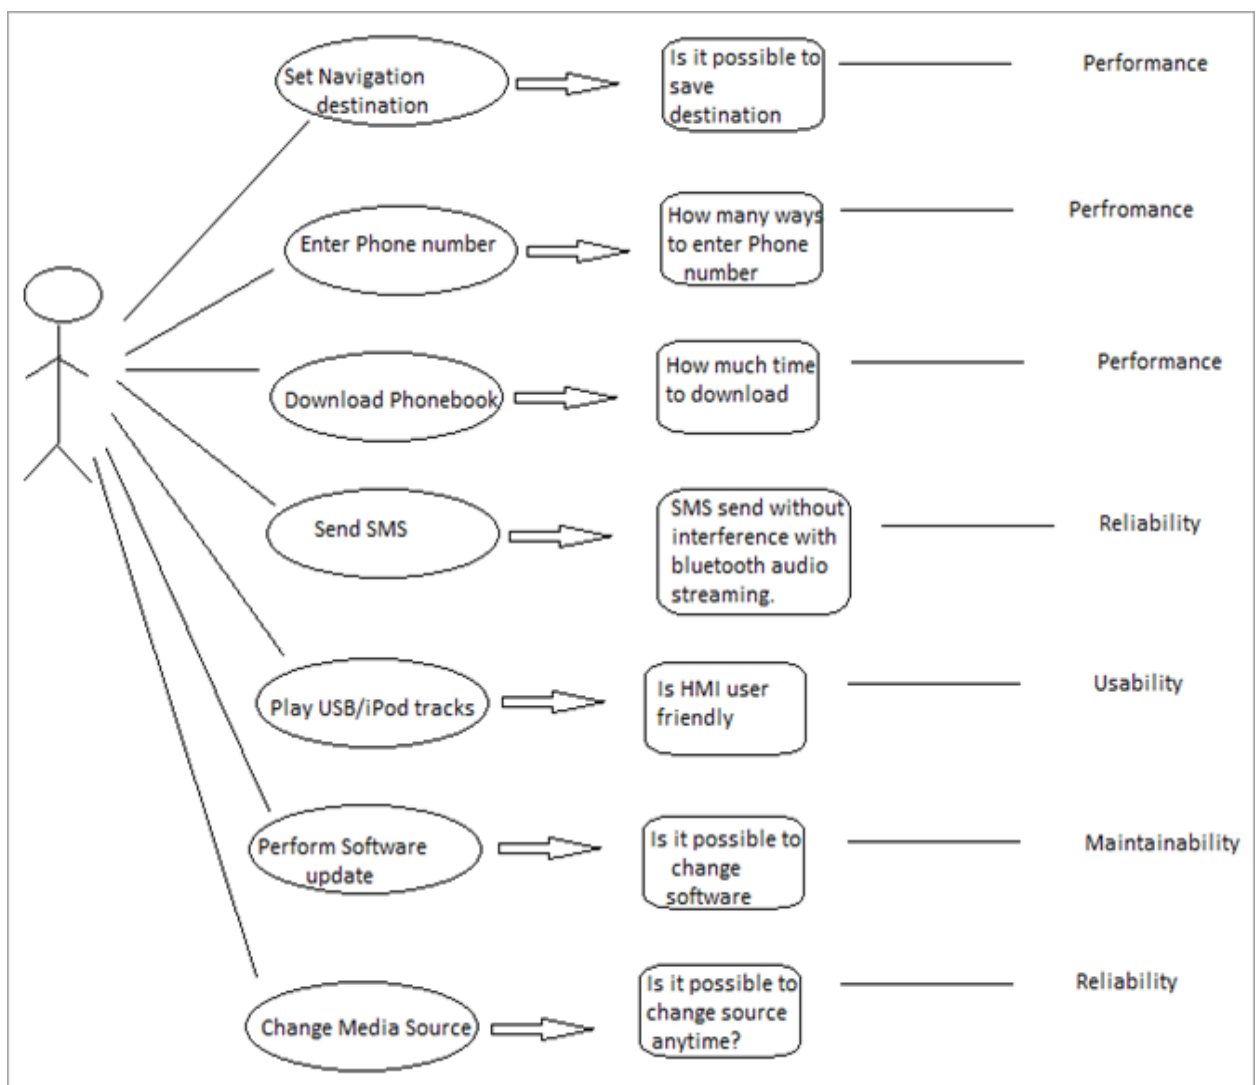 Set Navigation
destination
Is it possible to
save
destination
Performance
Enter Phone number
How many ways
to enter Phone
number
Perfromance
Download Phonebook
How much time
to download
Performance
Send SMS
SMS send without
interference with
bluetooth audio
streaming.
Reliability
Play USB/iPod tracks
Is HMI user
friendly
Usability
Perform Software
update
Is it possible to
change
software
Maintainability
Change Media Source
Is it possible to
change source
anytime?
Reliability